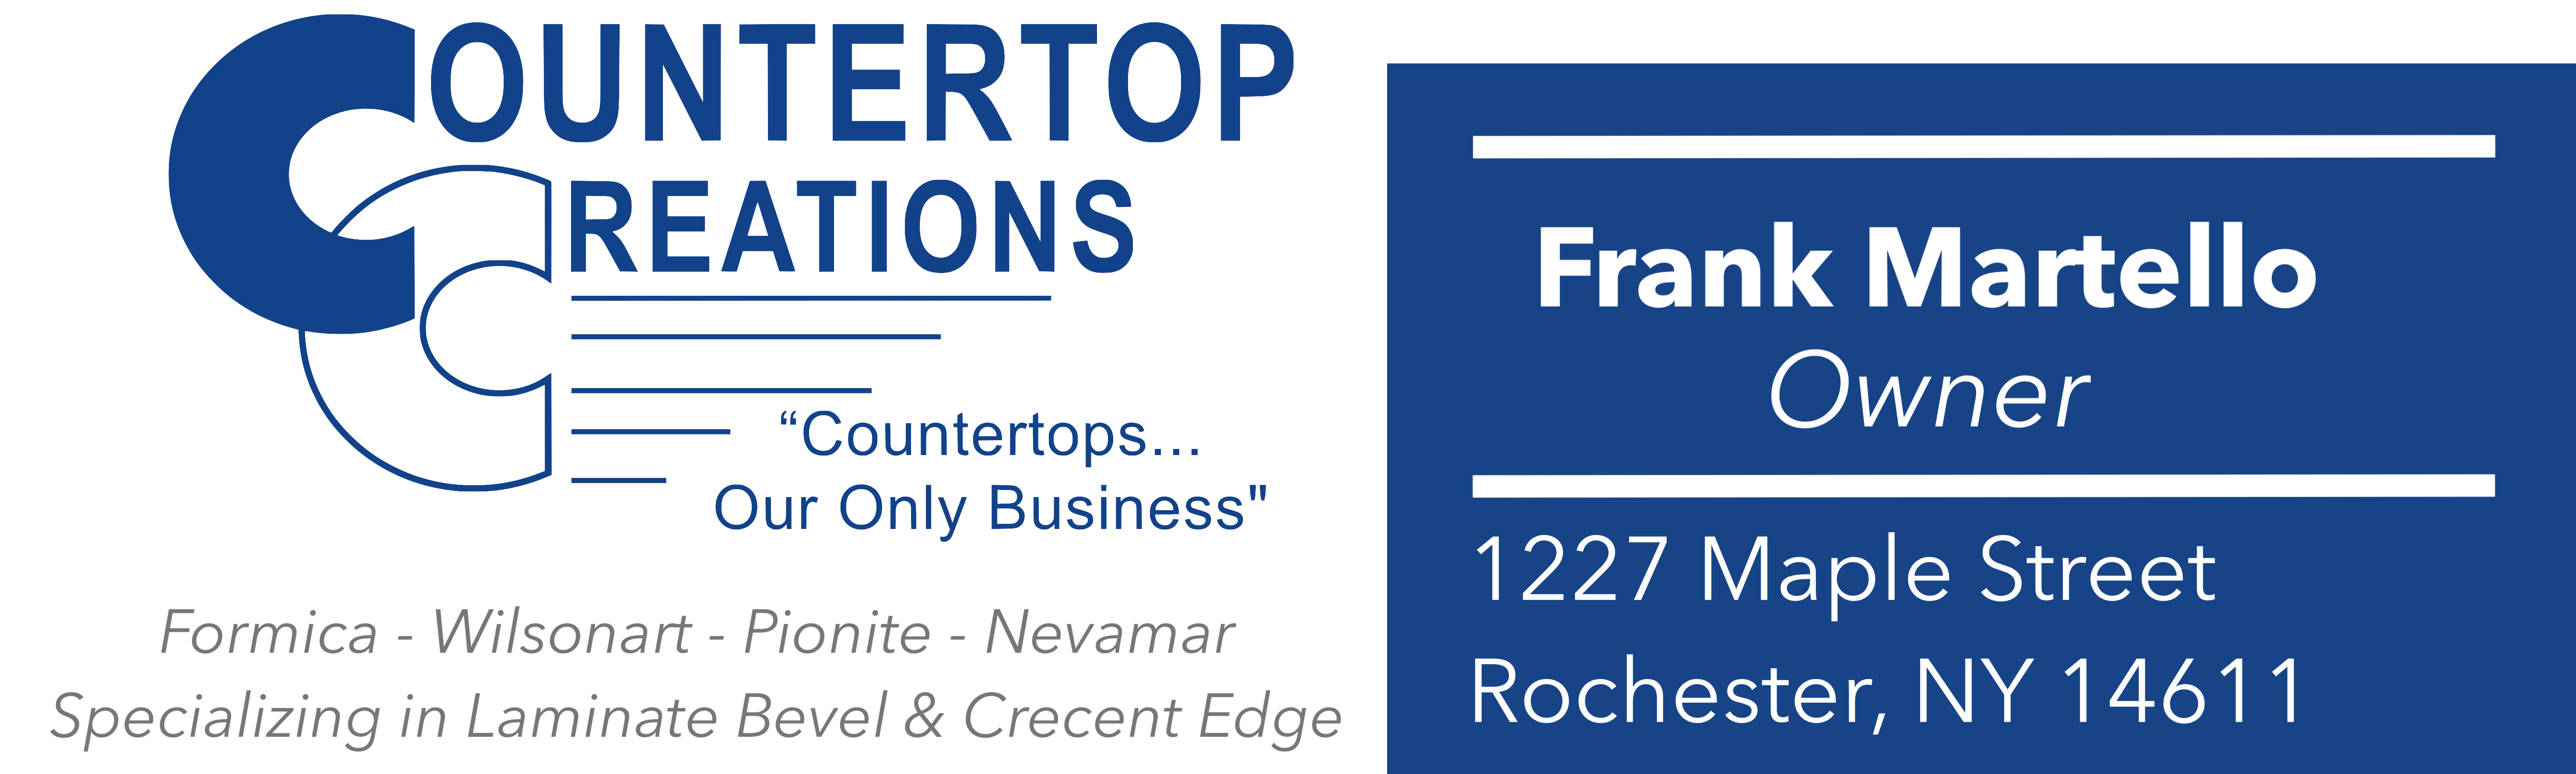 COUNTERTOP
CREATIONS
“Countertops...
Our Only Business"
Formica - Wilsonart - Pionite - Nevamar
Specializing in Laminate Bevel & Crecent Edge
Frank Martello
Owner
1227 Maple Street
Rochester, NY 14611